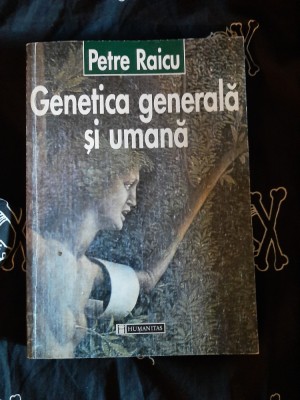 Petre Raicu
Genetica generală
și umană
HUMANITAS